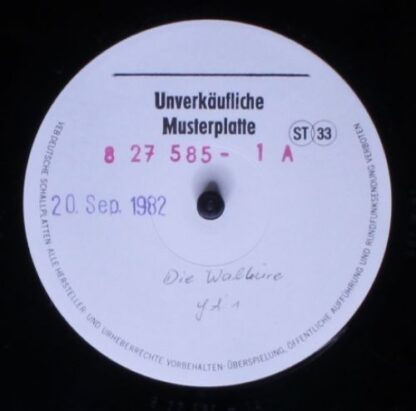 Unverkäufliche
Musterplatte
ST 33
8 27 585 - 1 A
20. Sep. 1982
Die Walküre
VEB DEUTSCHE SCHALLPLATTEN ALLE HERSTELLER- UND URHEBERRECHTE VORBEHALTEN · ÜBERSPIELUNG, ÖFFENTLICHE AUFFÜHRUNG UND RUNDFUNKSENDUNG VERBOTEN